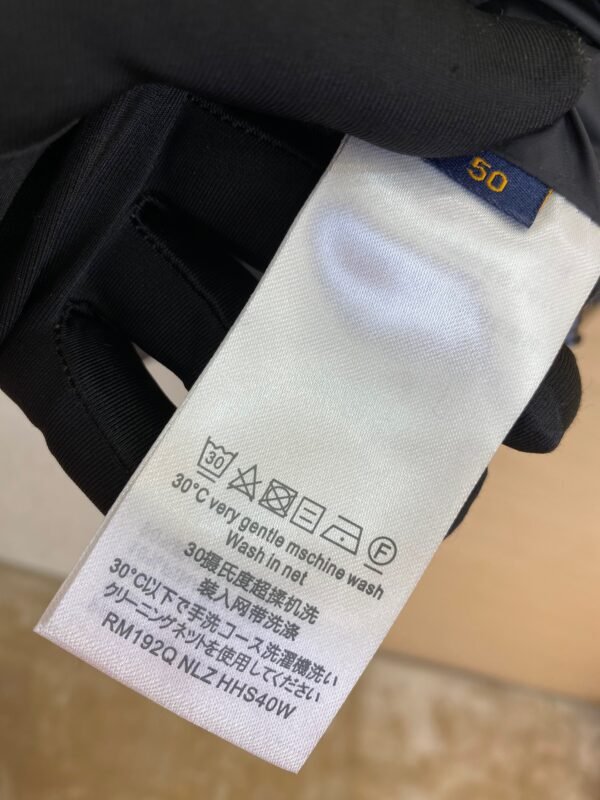 50
30
F
30°C very gentle mschine wash
Wash in net
30摄氏度超揉机洗
装入网带洗涤
30°C以下で手洗コース洗濯機洗い
クリーニングネットを使用してください
RM192Q NLZ HHS40W